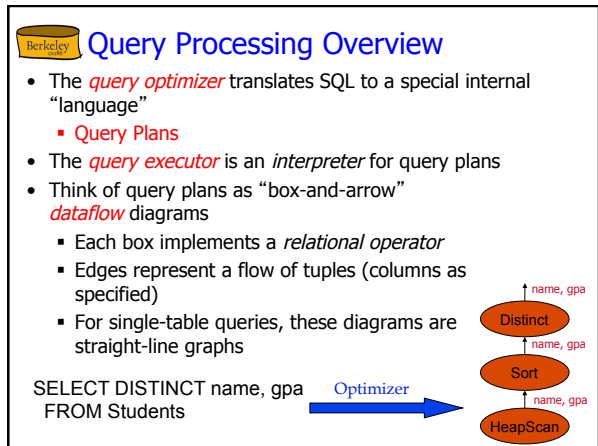 Berkeley
cs186
Query Processing Overview
• The query optimizer translates SQL to a special internal
“language”
▪ Query Plans
• The query executor is an interpreter for query plans
• Think of query plans as “box-and-arrow”
dataflow diagrams
▪ Each box implements a relational operator
▪ Edges represent a flow of tuples (columns as
specified)
▪ For single-table queries, these diagrams are
straight-line graphs
SELECT DISTINCT name, gpa
FROM Students
Optimizer
name, gpa
Distinct
name, gpa
Sort
name, gpa
HeapScan